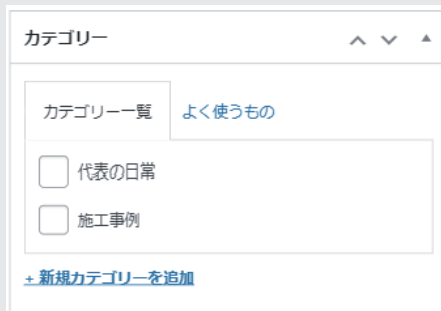 カテゴリー
カテゴリー一覧 よく使うもの
代表の日常
施工事例
+ 新規カテゴリーを追加